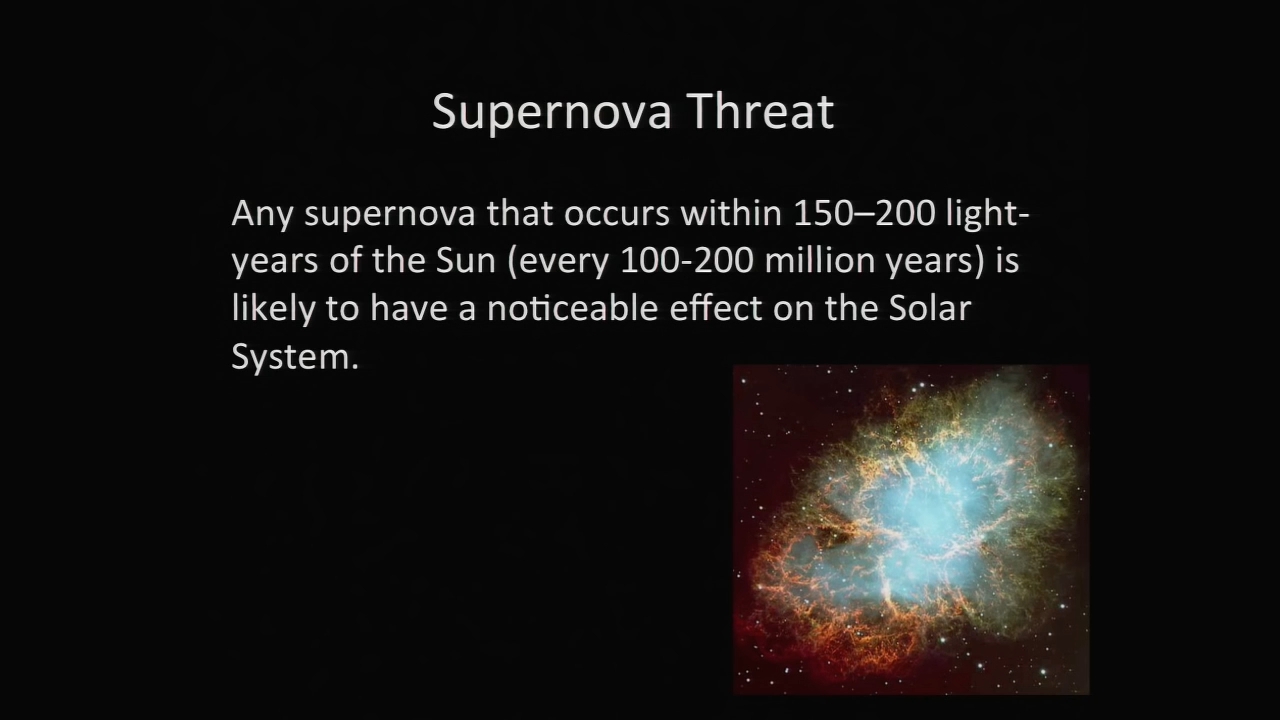 Supernova Threat
Any supernova that occurs within 150–200 light-
years of the Sun (every 100-200 million years) is
likely to have a noticeable effect on the Solar
System.